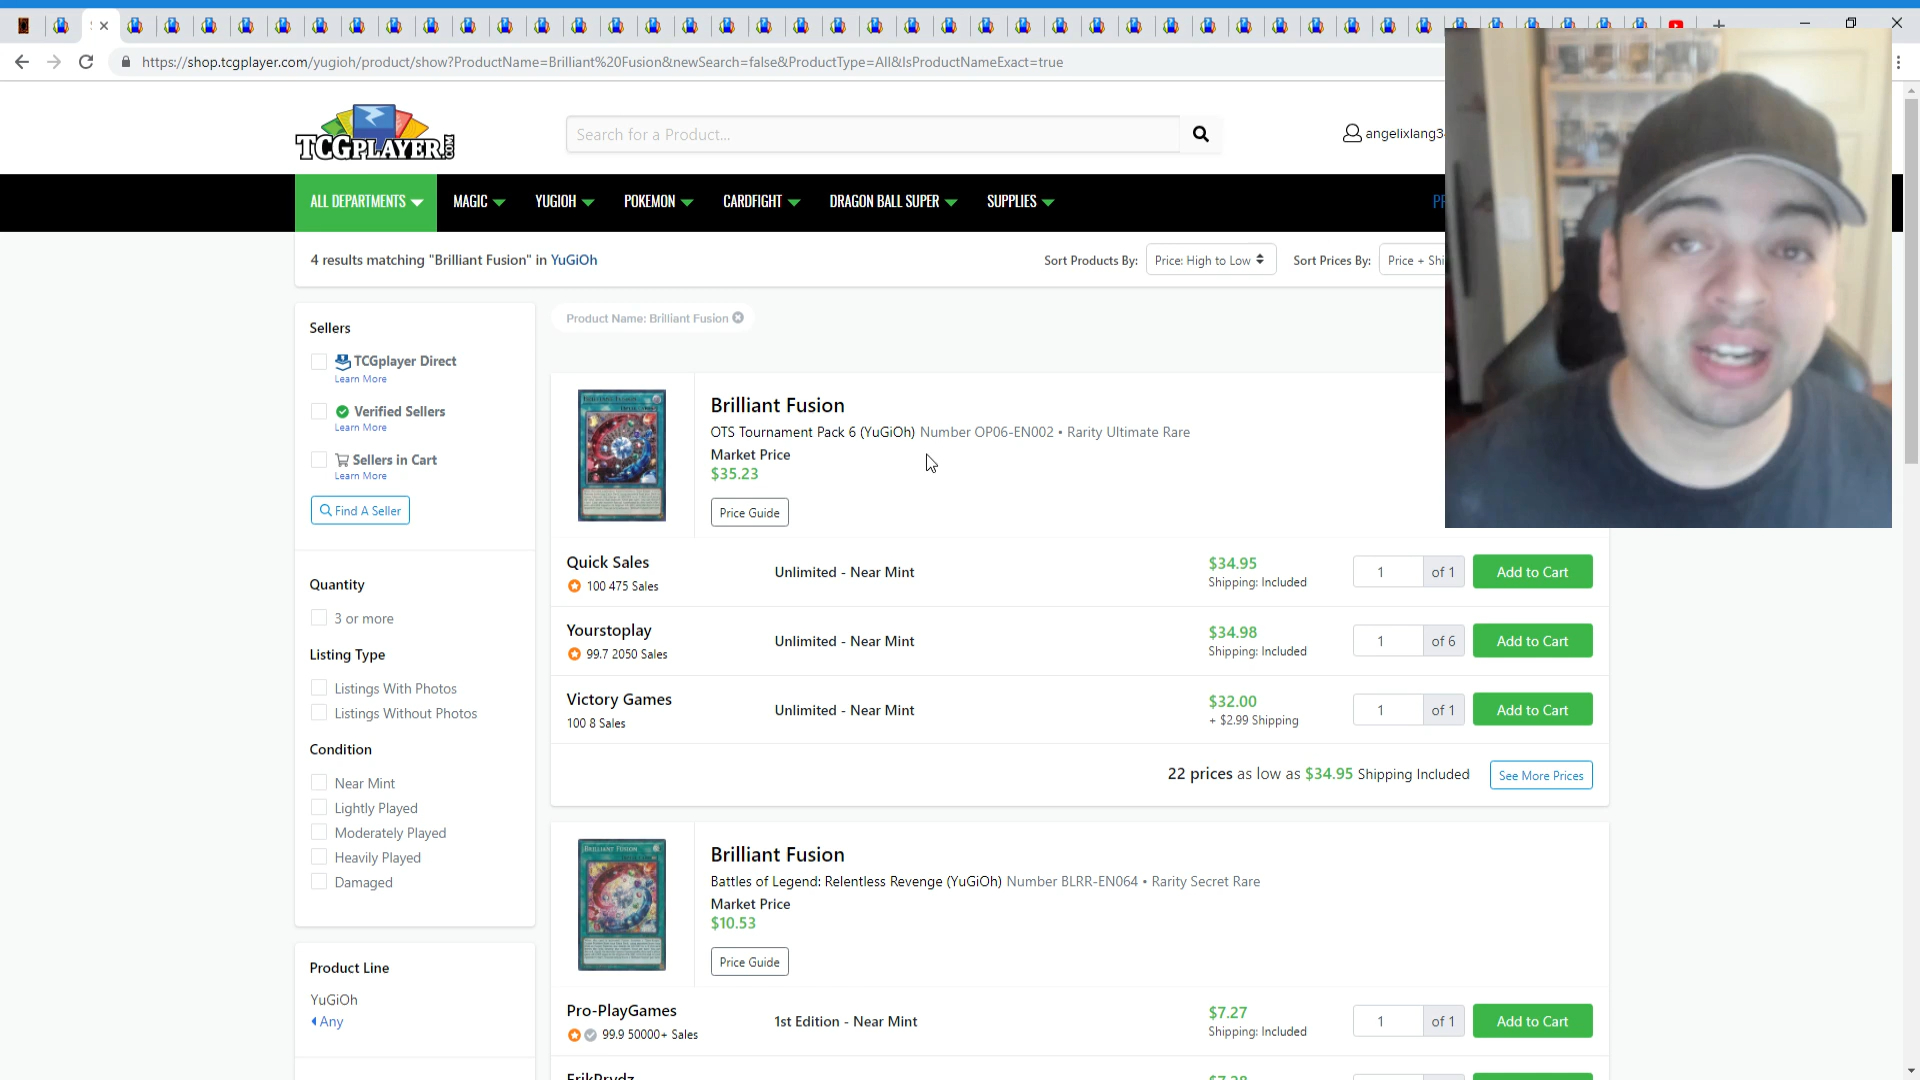 https://shop.tcgplayer.com/yugioh/product/show?ProductName=Brilliant%20Fusion&newSearch=false&ProductType=All&IsProductNameExact=true
TCGPLAYER.COM
Search for a Product...
angelixlang3
ALL DEPARTMENTS MAGIC YUGIOH POKEMON CARDFIGHT DRAGON BALL SUPER SUPPLIES
4 results matching "Brilliant Fusion" in YuGiOh
Sort Products By: Price: High to Low Sort Prices By: Price + Shi
Sellers
TCGplayer Direct
Learn More
Verified Sellers
Learn More
Sellers in Cart
Learn More
Find A Seller
Quantity
3 or more
Listing Type
Listings With Photos
Listings Without Photos
Condition
Near Mint
Lightly Played
Moderately Played
Heavily Played
Damaged
Product Line
YuGiOh
Any
Product Name: Brilliant Fusion
Brilliant Fusion
OTS Tournament Pack 6 (YuGiOh) Number OP06-EN002 • Rarity Ultimate Rare
Market Price
$35.23
Price Guide
Quick Sales
100 475 Sales
Unlimited - Near Mint
$34.95
Shipping: Included
1 of 1
Add to Cart
Yourstoplay
99.7 2050 Sales
Unlimited - Near Mint
$34.98
Shipping: Included
1 of 6
Add to Cart
Victory Games
100 8 Sales
Unlimited - Near Mint
$32.00
+ $2.99 Shipping
1 of 1
Add to Cart
22 prices as low as $34.95 Shipping Included
See More Prices
BRILLIANT FUSION
Brilliant Fusion
Battles of Legend: Relentless Revenge (YuGiOh) Number BLRR-EN064 • Rarity Secret Rare
Market Price
$10.53
Price Guide
Pro-PlayGames
99.9 50000+ Sales
1st Edition - Near Mint
$7.27
Shipping: Included
1 of 1
Add to Cart
ErikPrydz
$7.28